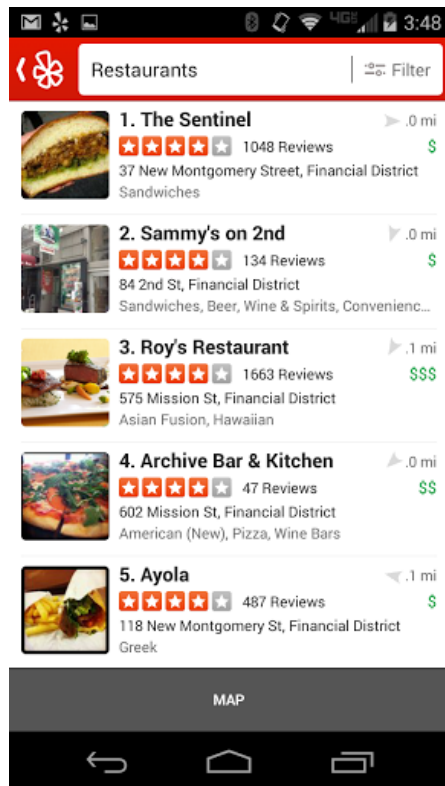 4G 3:48
Restaurants Filter
1. The Sentinel .0 mi
1048 Reviews $
37 New Montgomery Street, Financial District
Sandwiches
2. Sammy's on 2nd .0 mi
134 Reviews $
84 2nd St, Financial District
Sandwiches, Beer, Wine & Spirits, Convenienc...
3. Roy's Restaurant .1 mi
1663 Reviews $$$
575 Mission St, Financial District
Asian Fusion, Hawaiian
4. Archive Bar & Kitchen .0 mi
47 Reviews $$
602 Mission St, Financial District
American (New), Pizza, Wine Bars
5. Ayola .1 mi
487 Reviews $
118 New Montgomery St, Financial District
Greek
MAP